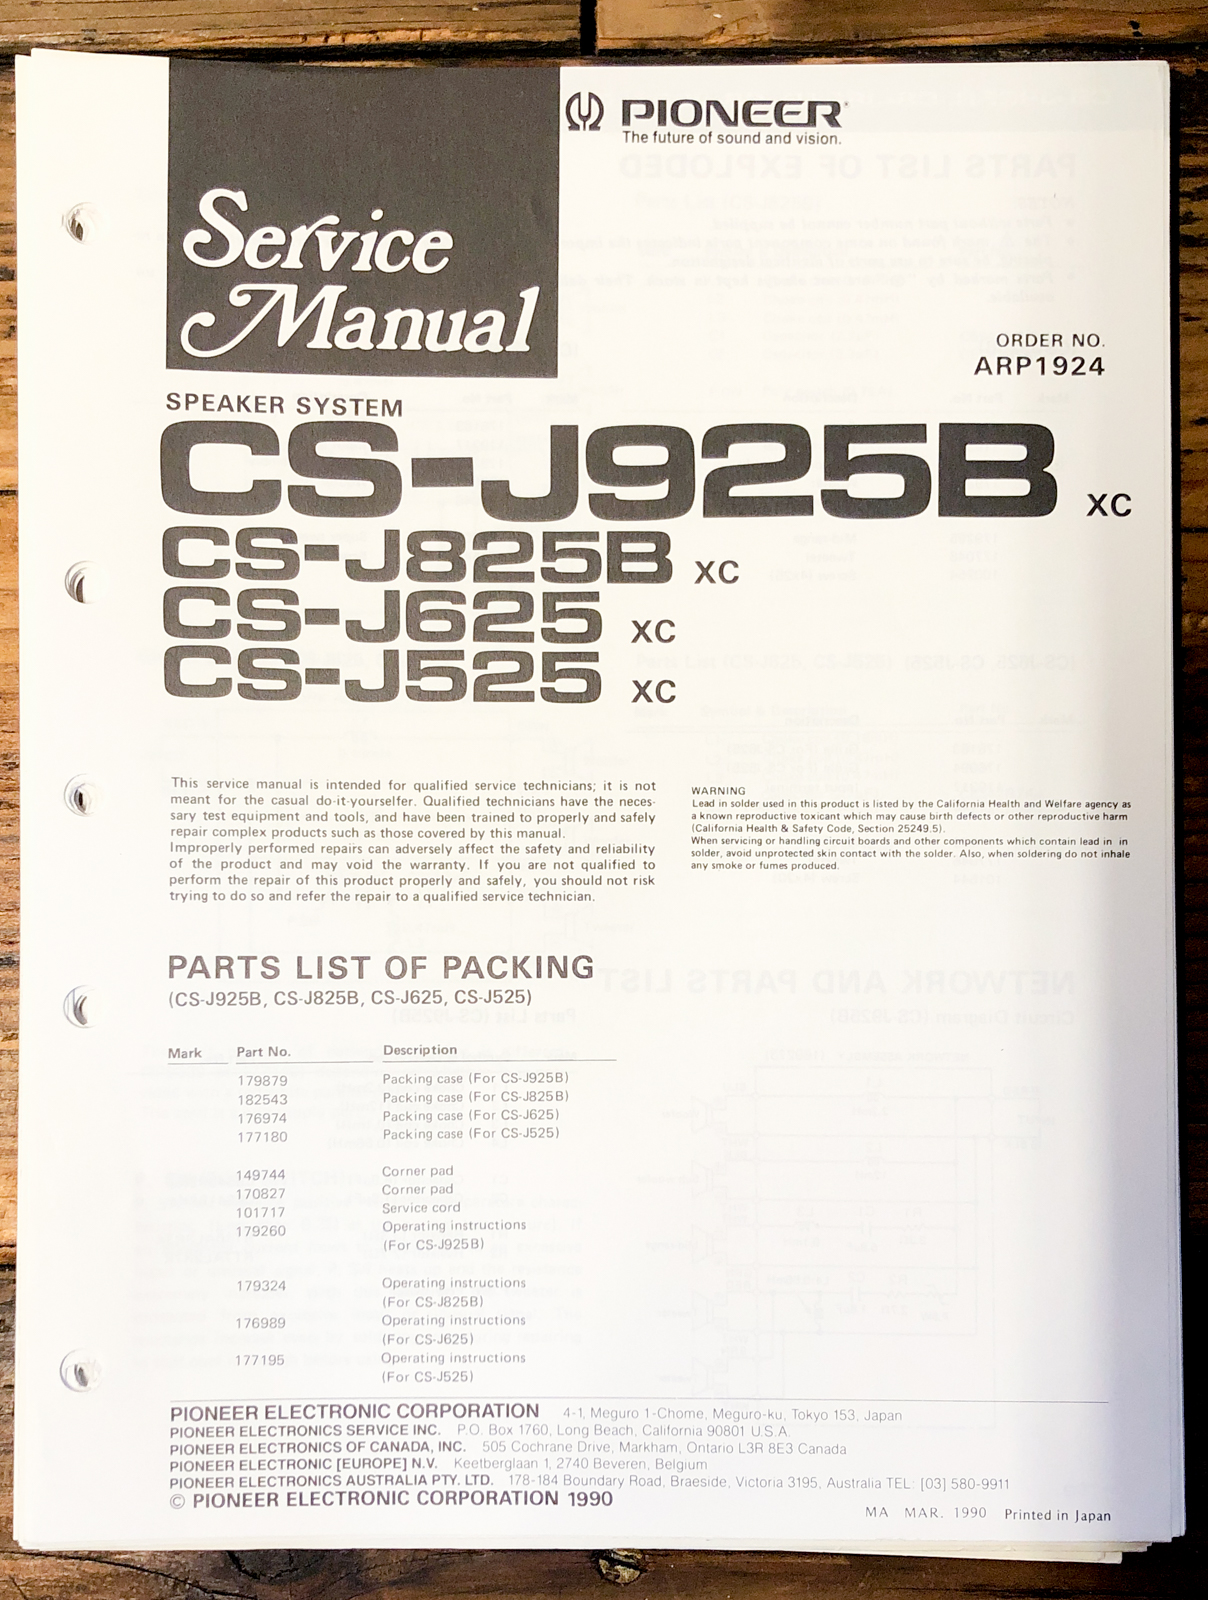 PIONEER
The future of sound and vision.
Service
Manual
ORDER NO.
ARP1924
SPEAKER SYSTEM
CS-J925B XC
CS-J825B XC
CS-J625 XC
CS-J525 XC
This service manual is intended for qualified service technicians; it is not
meant for the casual do-it-yourselfer. Qualified technicians have the neces-
sary test equipment and tools, and have been trained to properly and safely
repair complex products such as those covered by this manual.
Improperly performed repairs can adversely affect the safety and reliability
of the product and may void the warranty. If you are not qualified to
perform the repair of this product properly and safely, you should not risk
trying to do so and refer the repair to a qualified service technician.
WARNING
Lead in solder used in this product is listed by the California Health and Welfare agency as
a known reproductive toxicant which may cause birth defects or other reproductive harm
(California Health & Safety Code, Section 25249.5).
When servicing or handling circuit boards and other components which contain lead in in
solder, avoid unprotected skin contact with the solder. Also, when soldering do not inhale
any smoke or fumes produced.
PARTS LIST OF PACKING
(CS-J925B, CS-J825B, CS-J625, CS-J525)
Mark Part No. Description
179879 Packing case (For CS-J925B)
182543 Packing case (For CS-J825B)
176974 Packing case (For CS-J625)
177180 Packing case (For CS-J525)
149744 Corner pad
170827 Corner pad
101717 Service cord
179260 Operating instructions
(For CS-J925B)
179324 Operating instructions
(For CS-J825B)
176989 Operating instructions
(For CS-J625)
177195 Operating instructions
(For CS-J525)
PIONEER ELECTRONIC CORPORATION 4-1, Meguro 1-Chome, Meguro-ku, Tokyo 153, Japan
PIONEER ELECTRONICS SERVICE INC. P.O. Box 1760, Long Beach, California 90801 U.S.A.
PIONEER ELECTRONICS OF CANADA, INC. 505 Cochrane Drive, Markham, Ontario L3R 8E3 Canada
PIONEER ELECTRONIC [EUROPE] N.V. Keetberglaan 1, 2740 Beveren, Belgium
PIONEER ELECTRONICS AUSTRALIA PTY. LTD. 178-184 Boundary Road, Braeside, Victoria 3195, Australia TEL: [03] 580-9911
© PIONEER ELECTRONIC CORPORATION 1990
MA MAR. 1990 Printed in Japan